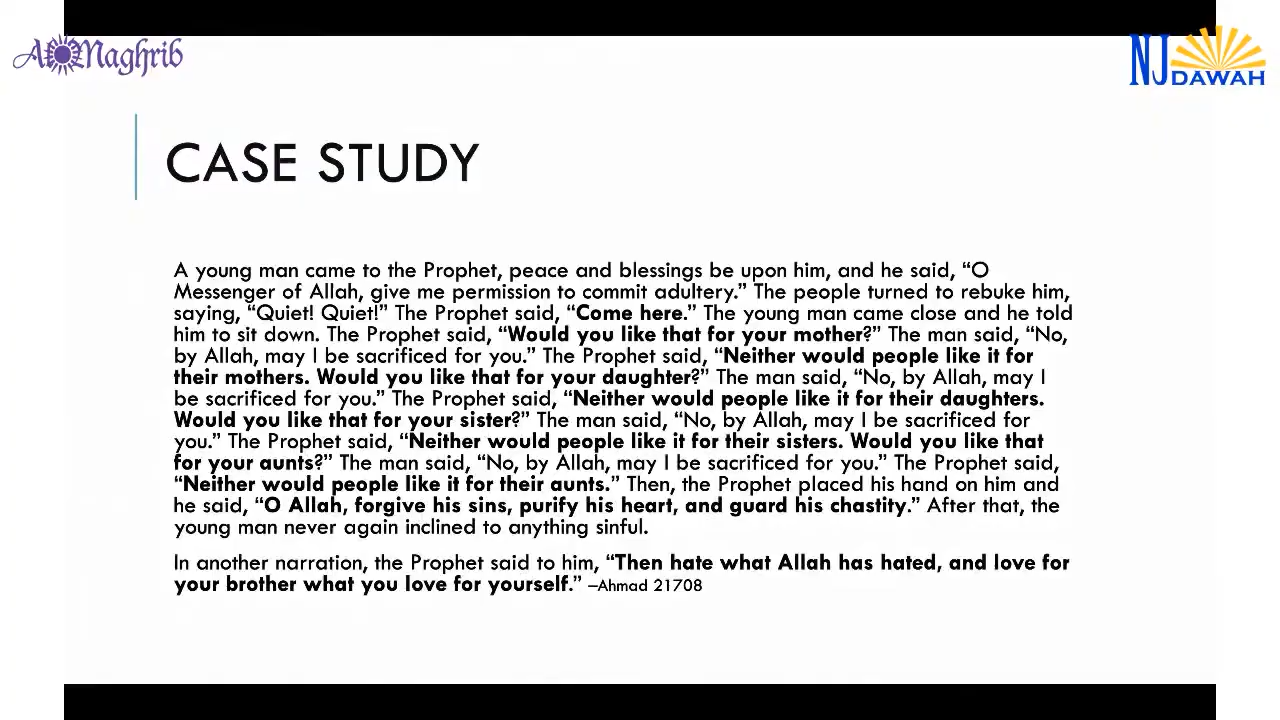 AlMaghrib
NJ DAWAH
CASE STUDY
A young man came to the Prophet, peace and blessings be upon him, and he said, “O
Messenger of Allah, give me permission to commit adultery.” The people turned to rebuke him,
saying, “Quiet! Quiet!” The Prophet said, “Come here.” The young man came close and he told
him to sit down. The Prophet said, “Would you like that for your mother?” The man said, “No,
by Allah, may I be sacrificed for you.” The Prophet said, “Neither would people like it for
their mothers. Would you like that for your daughter?” The man said, “No, by Allah, may I
be sacrificed for you.” The Prophet said, “Neither would people like it for their daughters.
Would you like that for your sister?” The man said, “No, by Allah, may I be sacrificed for
you.” The Prophet said, “Neither would people like it for their sisters. Would you like that
for your aunts?” The man said, “No, by Allah, may I be sacrificed for you.” The Prophet said,
“Neither would people like it for their aunts.” Then, the Prophet placed his hand on him and
he said, “O Allah, forgive his sins, purify his heart, and guard his chastity.” After that, the
young man never again inclined to anything sinful.
In another narration, the Prophet said to him, “Then hate what Allah has hated, and love for
your brother what you love for yourself.” –Ahmad 21708